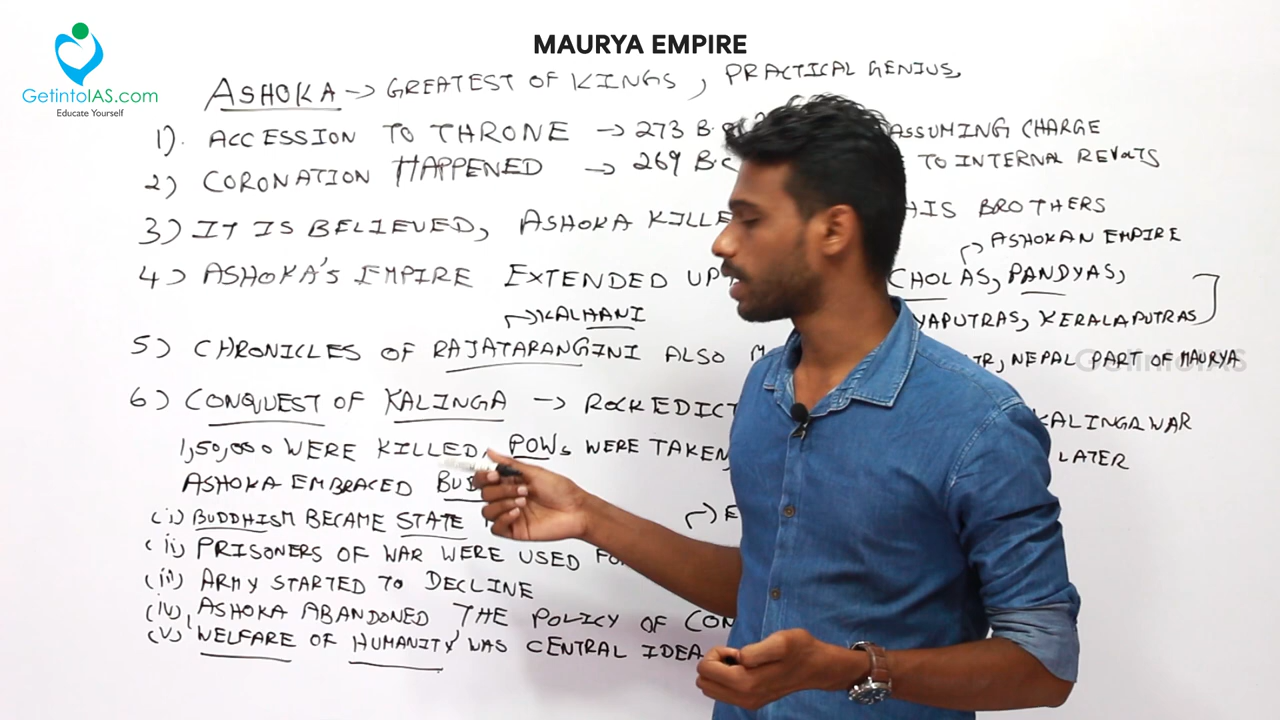 MAURYA EMPIRE
GetintoIAS.com
Educate Yourself
ASHOKA → GREATEST OF KINGS, PRACTICAL GENIUS,
1). ACCESSION TO THRONE → 273 B. ASSUMING CHARGE
2) CORONATION HAPPENED → 269 B.C TO INTERNAL REVOLTS
3) IT IS BELIEVED, ASHOKA KILLE HIS BROTHERS
ASHOKAN EMPIRE
4) ASHOKA'S EMPIRE EXTENDED UP CHOLAS, PANDYAS,
YAPUTRAS, KERALAPUTRAS
KALHANI
5) CHRONICLES OF RAJATARANGINI ALSO M R, NEPAL PART OF MAURYA
GetintoIAS
6) CONQUEST OF KALINGA → ROCK EDICT KALINGA WAR
1,50,000 WERE KILLED, POWs WERE TAKEN, LATER
ASHOKA EMBRACED BUD
(i) BUDDHISM BECAME STATE
(ii) PRISONERS OF WAR WERE USED FO
(iii) ARMY STARTED TO DECLINE
(iv) ASHOKA ABANDONED THE POLICY OF CON
(v) 'WELFARE OF HUMANITY' WAS CENTRAL IDEA